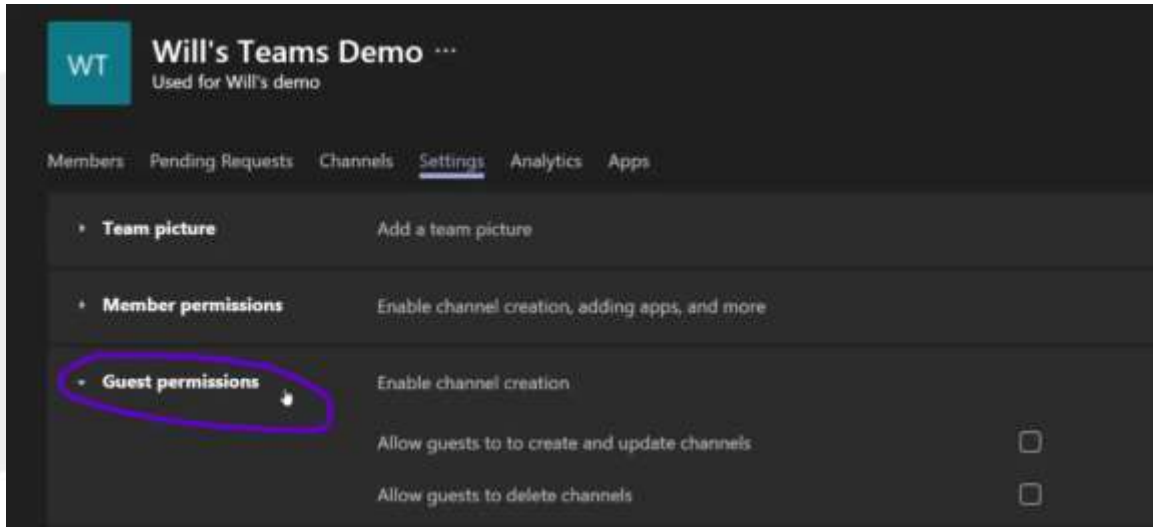 WT
Will's Teams Demo ...
Used for Will's demo
Members Pending Requests Channels Settings Analytics Apps
Team picture Add a team picture
Member permissions Enable channel creation, adding apps, and more
Guest permissions Enable channel creation
Allow guests to to create and update channels
Allow guests to delete channels